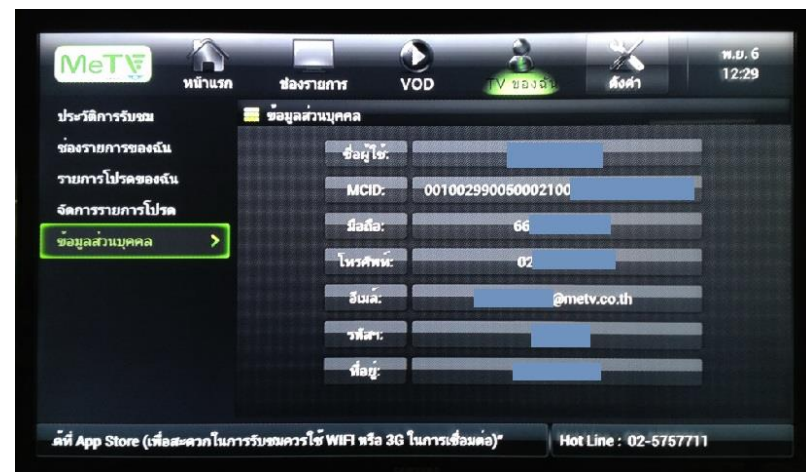 MeTV
หน้าแรก
ช่องรายการ
VOD
TV ของฉัน
ตั้งค่า
พ.ย. 6
12:29
ประวัติการรับชม
ช่องรายการของฉัน
รายการโปรดของฉัน
จัดการรายการโปรด
ข้อมูลส่วนบุคคล >
ข้อมูลส่วนบุคคล
ชื่อผู้ใช้:
MCID: 001002990050002100
มือถือ: 66
โทรศัพท์: 02
อีเมล์: @metv.co.th
รหัสฯ:
ที่อยู่:
ด้ที่ App Store (เพื่อสะดวกในการรับชมควรใช้ WIFI หรือ 3G ในการเชื่อมต่อ)"
Hot Line : 02-5757711